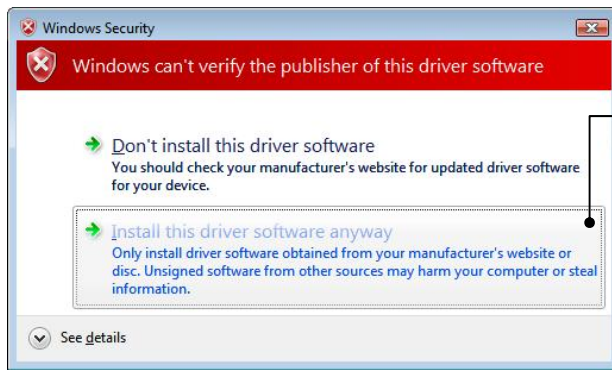 Windows Security
Windows can't verify the publisher of this driver software
Don't install this driver software
You should check your manufacturer's website for updated driver software
for your device.
Install this driver software anyway
Only install driver software obtained from your manufacturer's website or
disc. Unsigned software from other sources may harm your computer or steal
information.
See details